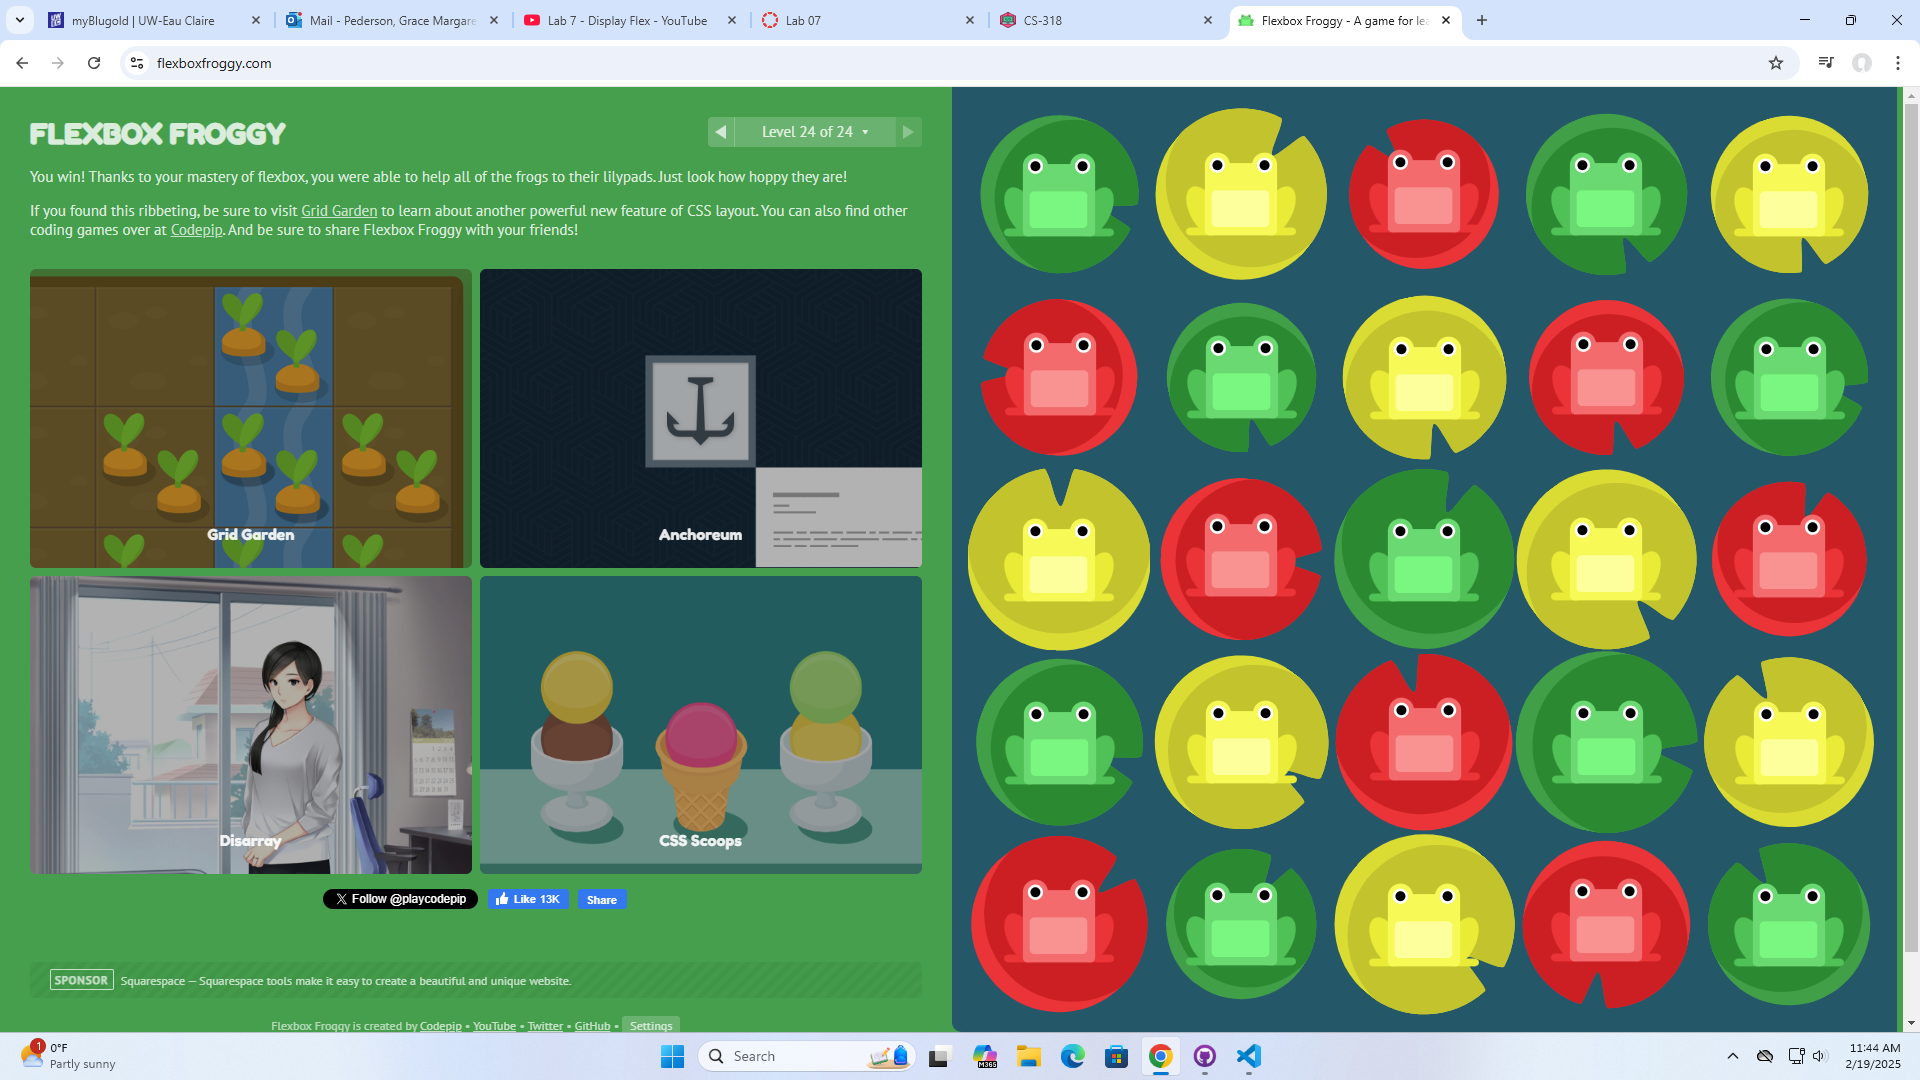 myBlugold | UW-Eau Claire
Mail - Pederson, Grace Margare
Lab 7 - Display Flex - YouTube
Lab 07
CS-318
Flexbox Froggy - A game for lea
flexboxfroggy.com
FLEXBOX FROGGY
Level 24 of 24
You win! Thanks to your mastery of flexbox, you were able to help all of the frogs to their lilypads. Just look how hoppy they are!
If you found this ribbeting, be sure to visit Grid Garden to learn about another powerful new feature of CSS layout. You can also find other
coding games over at Codepip. And be sure to share Flexbox Froggy with your friends!
Grid Garden
Anchoreum
Disarray
CSS Scoops
Follow @playcodepip
Like 13K
Share
SPONSOR
Squarespace — Squarespace tools make it easy to create a beautiful and unique website.
Flexbox Froggy is created by Codepip • YouTube • Twitter • GitHub • Settings
1
0°F
Partly sunny
Search
M365
11:44 AM
2/19/2025